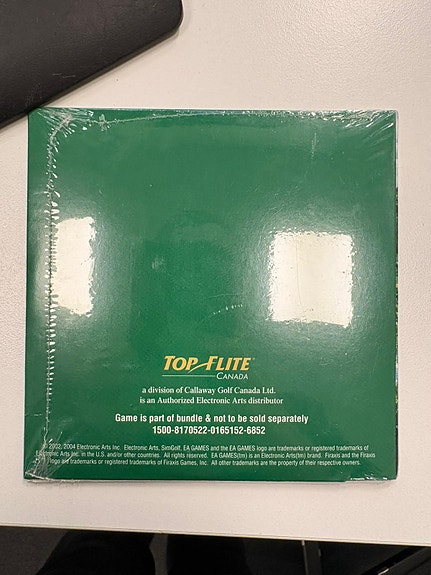 TOP FLITE
CANADA
a division of Callaway Golf Canada Ltd.
is an Authorized Electronic Arts distributor
Game is part of bundle & not to be sold separately
1500-8170522-0165152-6852
© 2002, 2004 Electronic Arts Inc. Electronic Arts, SimGolf, EA GAMES and the EA GAMES logo are trademarks or registered trademarks of
Electronic Arts Inc. in the U.S. and/or other countries. All rights reserved. EA GAMES(tm) is an Electronic Arts(tm) brand. Firaxis and the Firaxis
logo are trademarks or registered trademarks of Firaxis Games, Inc. All other trademarks are the property of their respective owners.